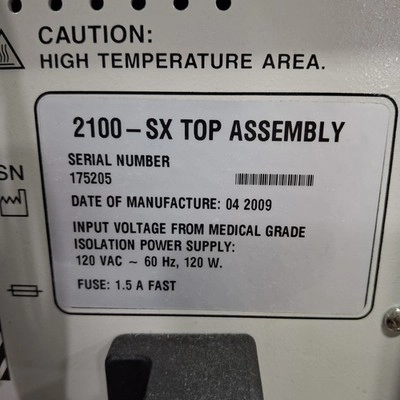 CAUTION:
HIGH TEMPERATURE AREA.
2100-SX TOP ASSEMBLY
SERIAL NUMBER
175205
SN
DATE OF MANUFACTURE: 04 2009
INPUT VOLTAGE FROM MEDICAL GRADE
ISOLATION POWER SUPPLY:
120 VAC ~ 60 Hz, 120 W.
FUSE: 1.5 A FAST